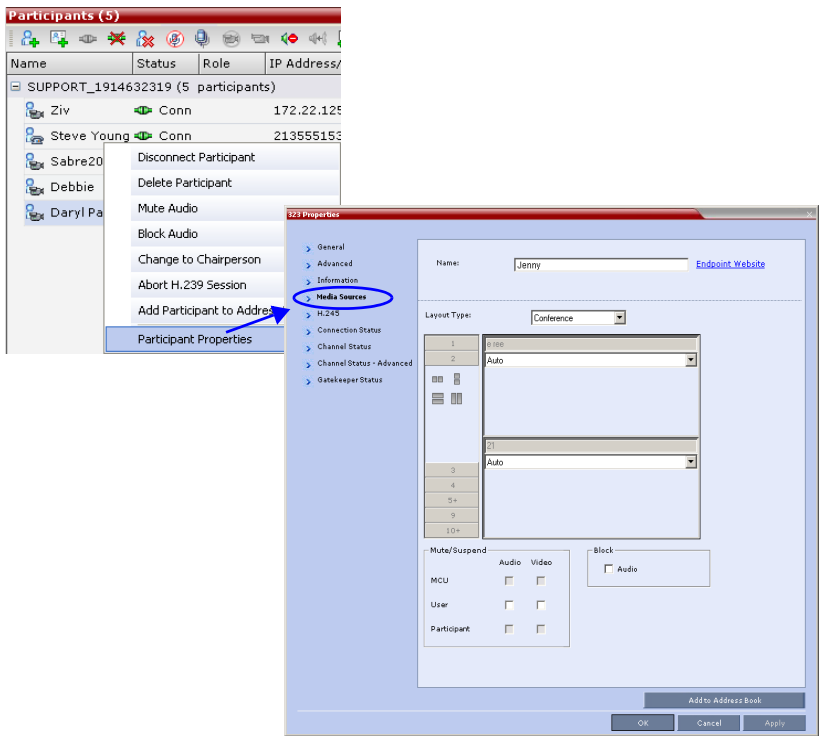 Participants (5)
Name Status Role IP Address/
SUPPORT_1914632319 (5 participants)
Ziv Conn 172.22.125
Steve Young Conn 213555153
Sabre20
Debbie
Daryl Pa
Disconnect Participant
Delete Participant
Mute Audio
Block Audio
Change to Chairperson
Abort H.239 Session
Add Participant to Addre
Participant Properties
323 Properties
General
Advanced
Information
Media Sources
H.245
Connection Status
Channel Status
Channel Status - Advanced
Gatekeeper Status
Name: Jenny Endpoint Website
Layout Type: Conference
1
2
3
4
5+
9
10+
Auto
21
Auto
Mute/Suspend
Audio Video
MCU
User
Participant
Block
Audio
Add to Address Book
OK Cancel Apply